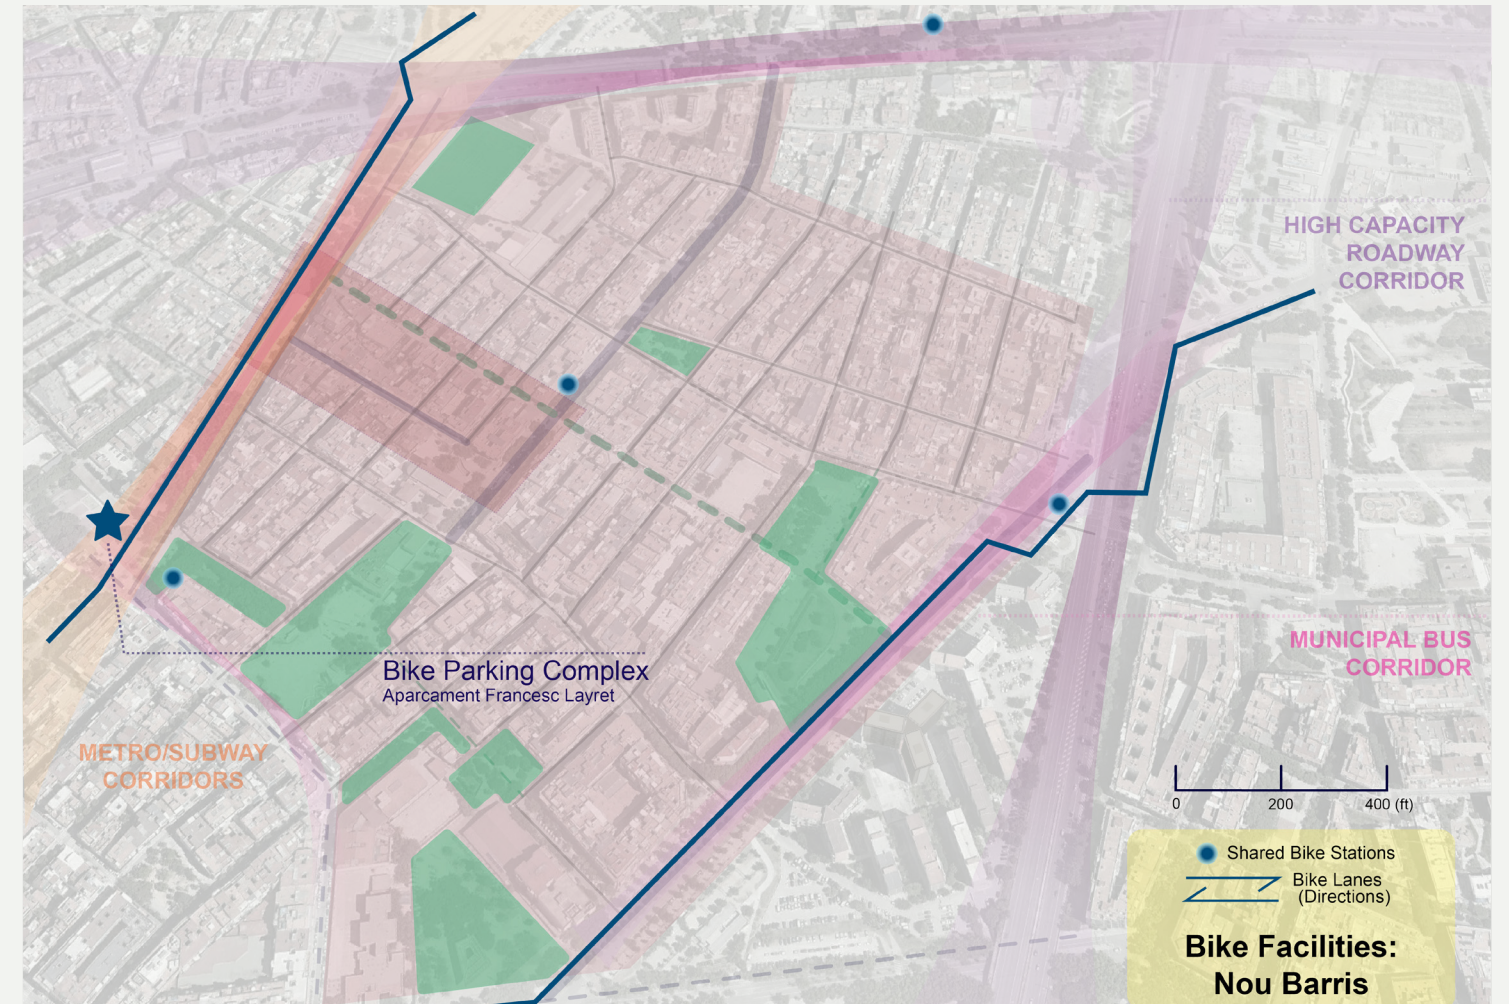 HIGH CAPACITY
ROADWAY
CORRIDOR
MUNICIPAL BUS
CORRIDOR
Bike Parking Complex
Aparcament Francesc Layret
METRO/SUBWAY
CORRIDORS
0 200 400 (ft)
Shared Bike Stations
Bike Lanes
(Directions)
Bike Facilities:
Nou Barris